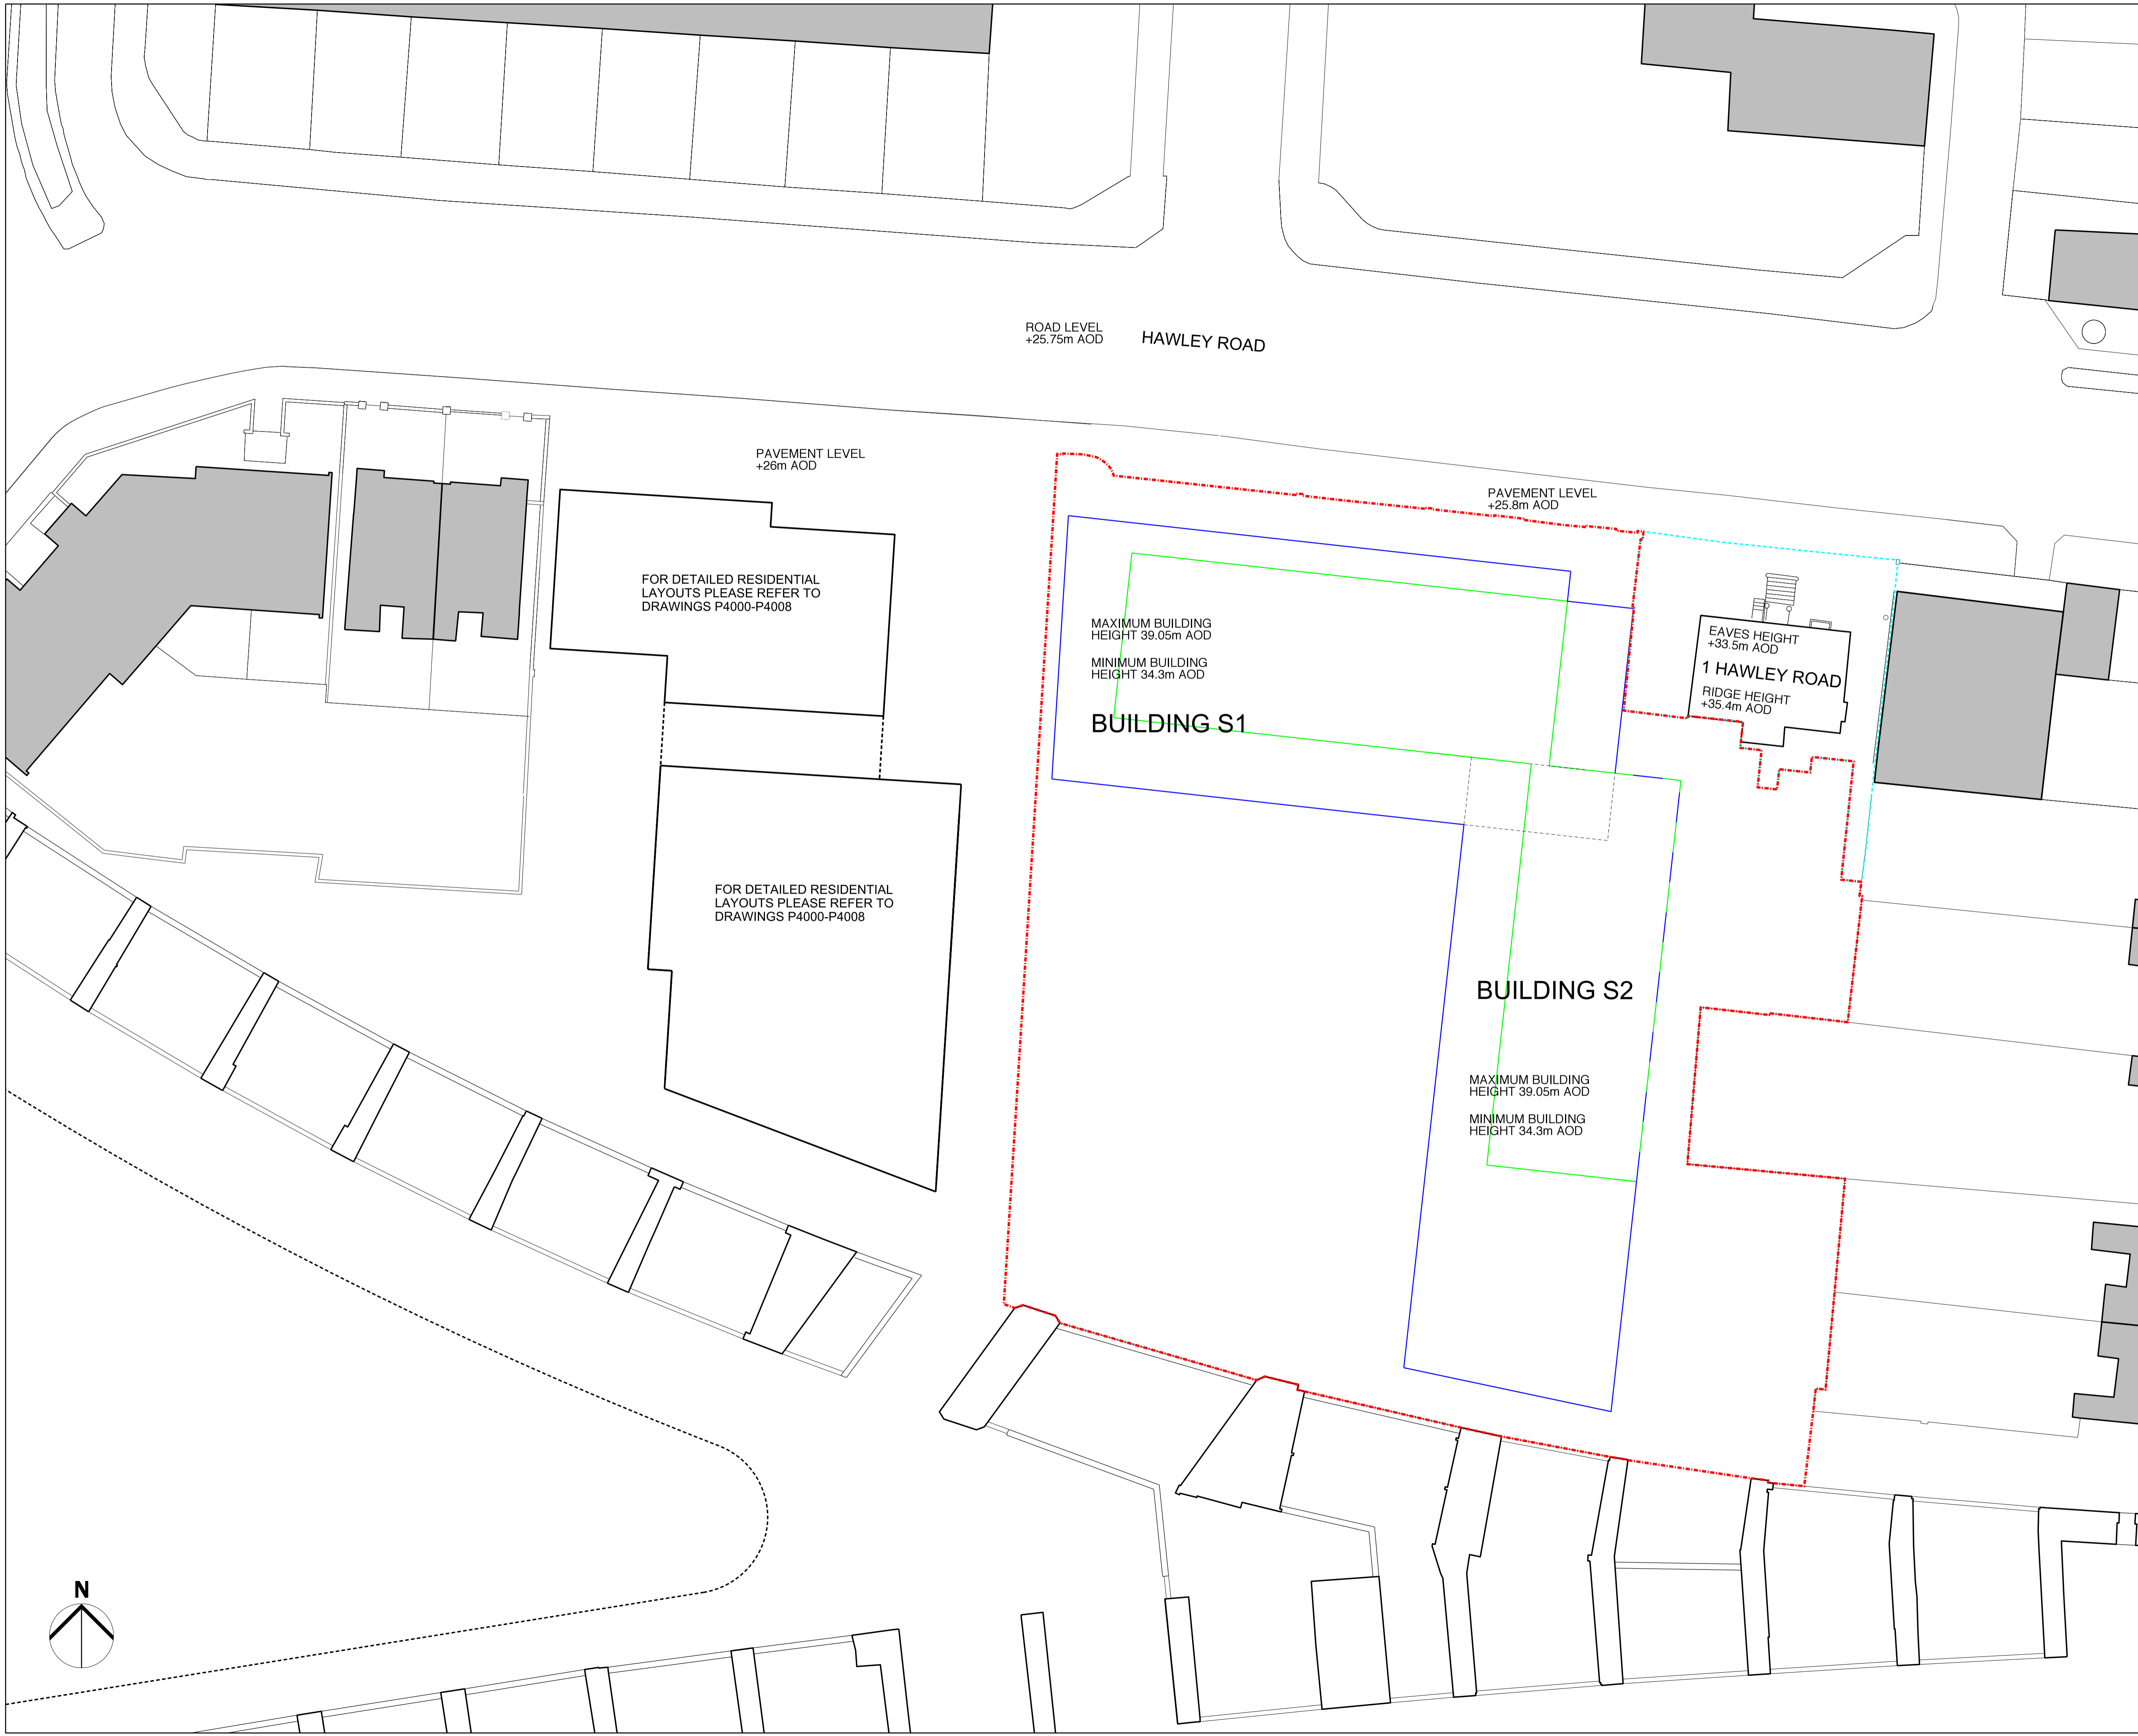 ROAD LEVEL
+25.75m AOD
HAWLEY ROAD
PAVEMENT LEVEL
+26m AOD
PAVEMENT LEVEL
+25.8m AOD
FOR DETAILED RESIDENTIAL
LAYOUTS PLEASE REFER TO
DRAWINGS P4000-P4008
MAXIMUM BUILDING
HEIGHT 39.05m AOD
MINIMUM BUILDING
HEIGHT 34.3m AOD
BUILDING S1
EAVES HEIGHT
+33.5m AOD
1 HAWLEY ROAD
RIDGE HEIGHT
+35.4m AOD
FOR DETAILED RESIDENTIAL
LAYOUTS PLEASE REFER TO
DRAWINGS P4000-P4008
BUILDING S2
MAXIMUM BUILDING
HEIGHT 39.05m AOD
MINIMUM BUILDING
HEIGHT 34.3m AOD
N